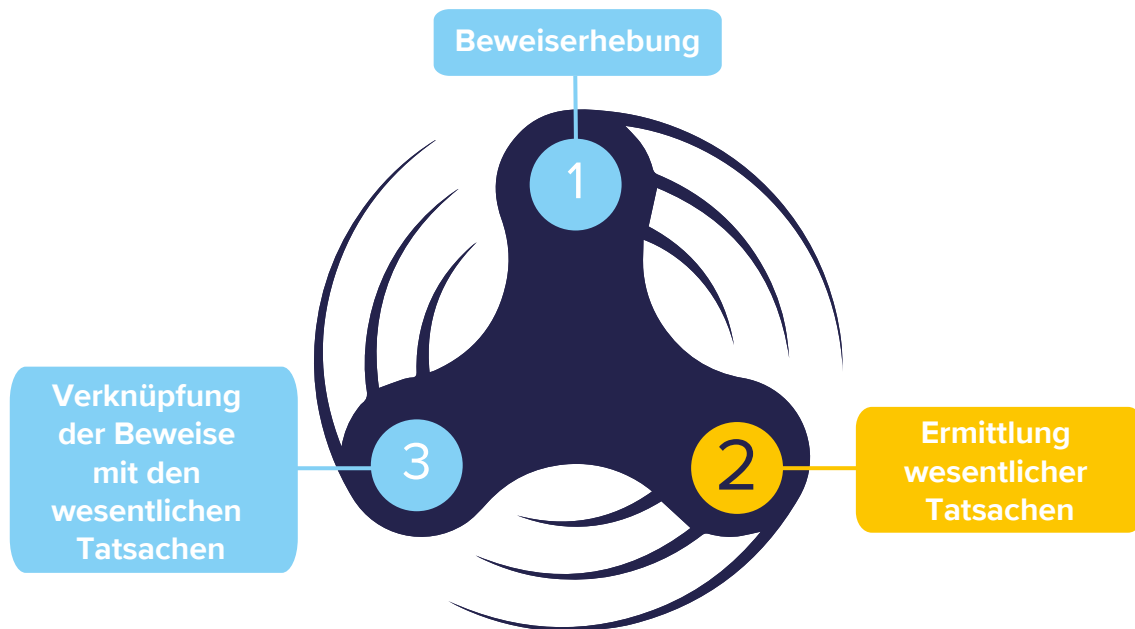 Beweiserhebung
1
Verknüpfung
der Beweise
mit den
wesentlichen
Tatsachen
3
2
Ermittlung
wesentlicher
Tatsachen